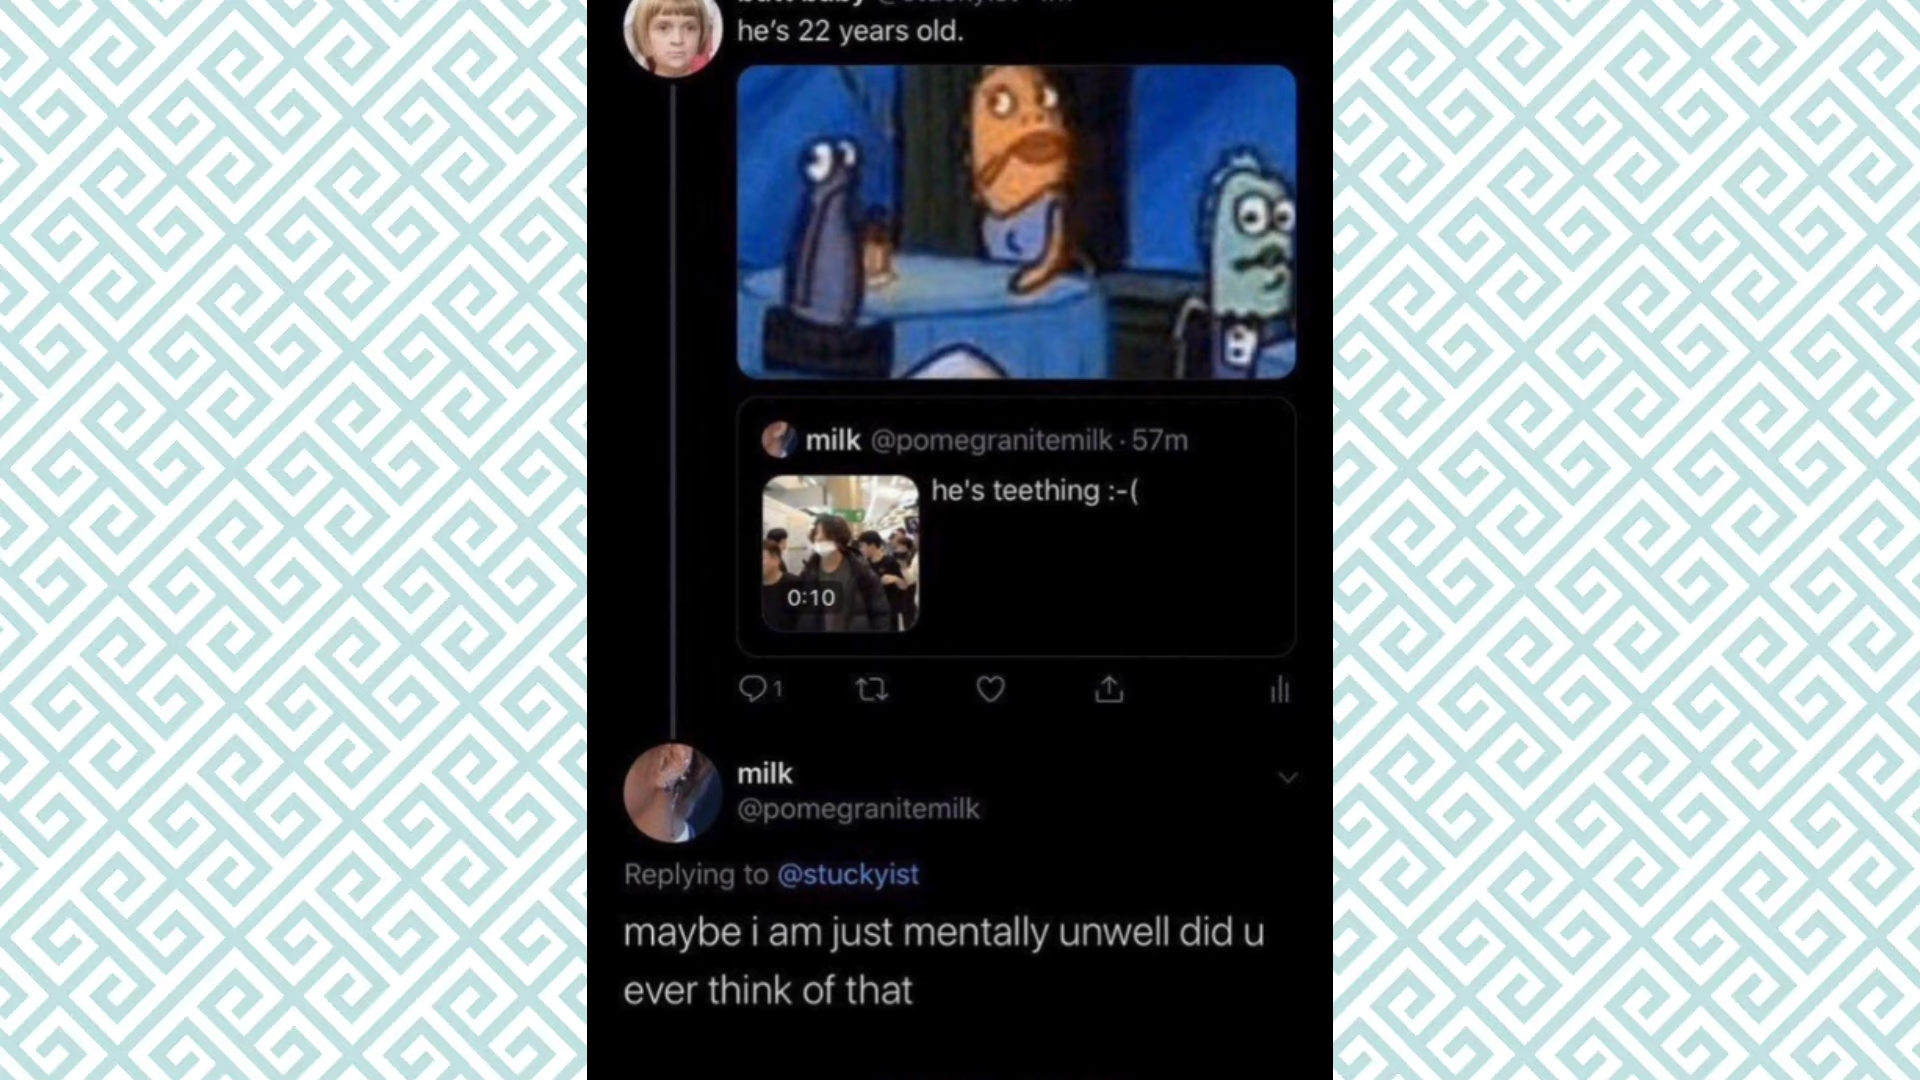 he's 22 years old.
milk @pomegranitemilk · 57m
he's teething :-(
0:10
1
milk
@pomegranitemilk
Replying to @stuckyist
maybe i am just mentally unwell did u
ever think of that